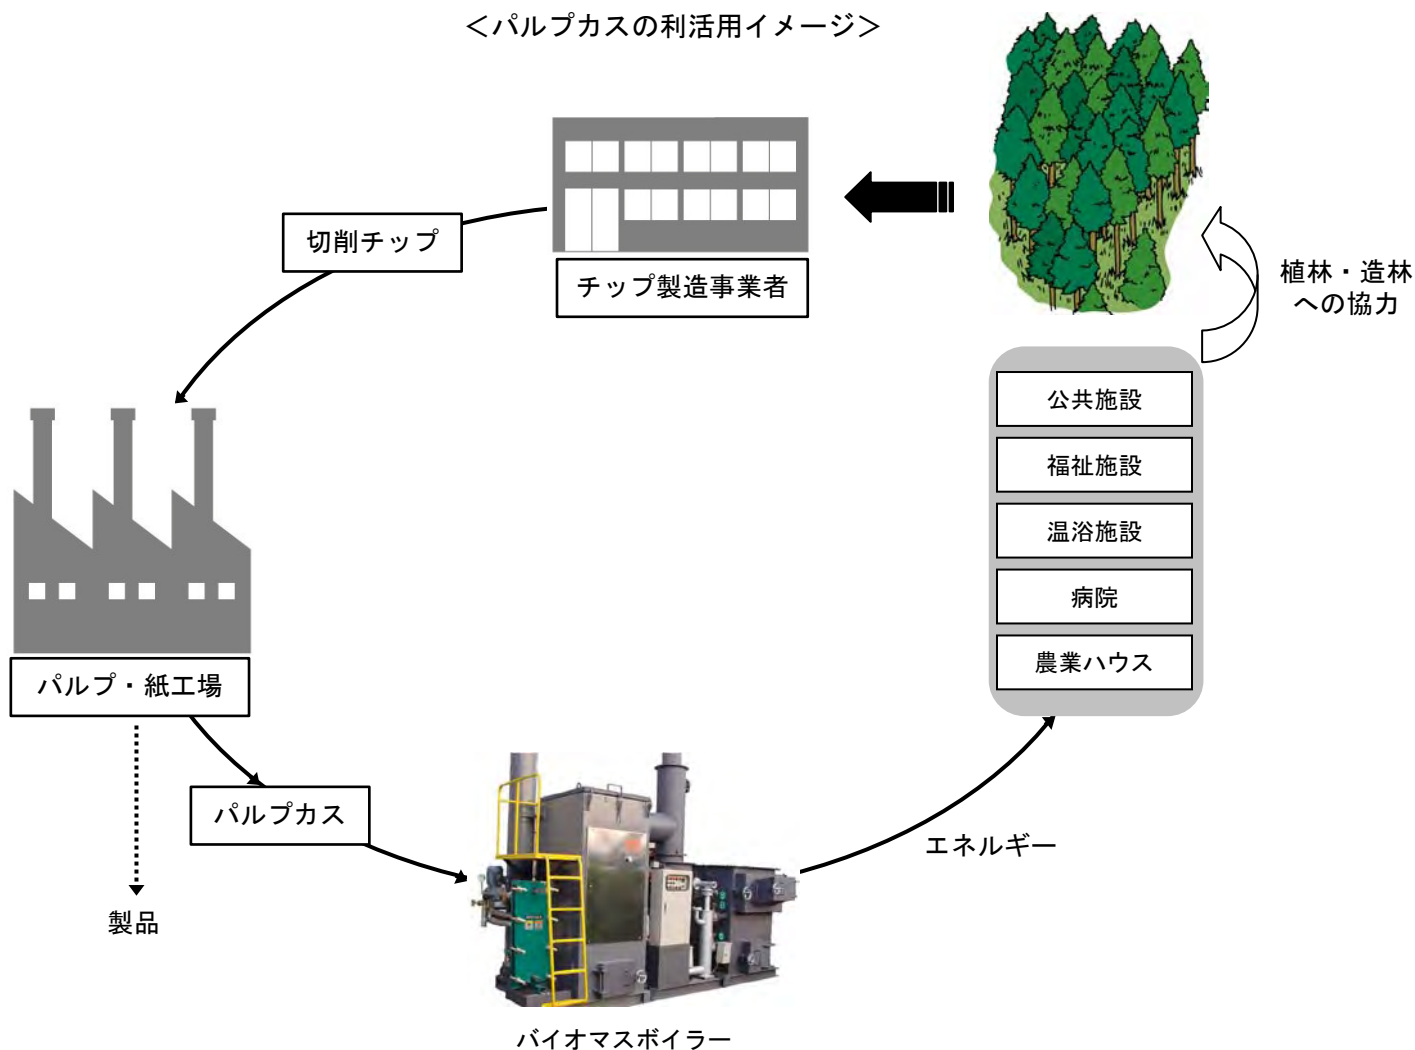 ＜パルプカスの利活用イメージ＞
切削チップ
チップ製造事業者
植林・造林
への協力
公共施設
福祉施設
温浴施設
病院
農業ハウス
パルプ・紙工場
パルプカス
エネルギー
製品
バイオマスボイラー